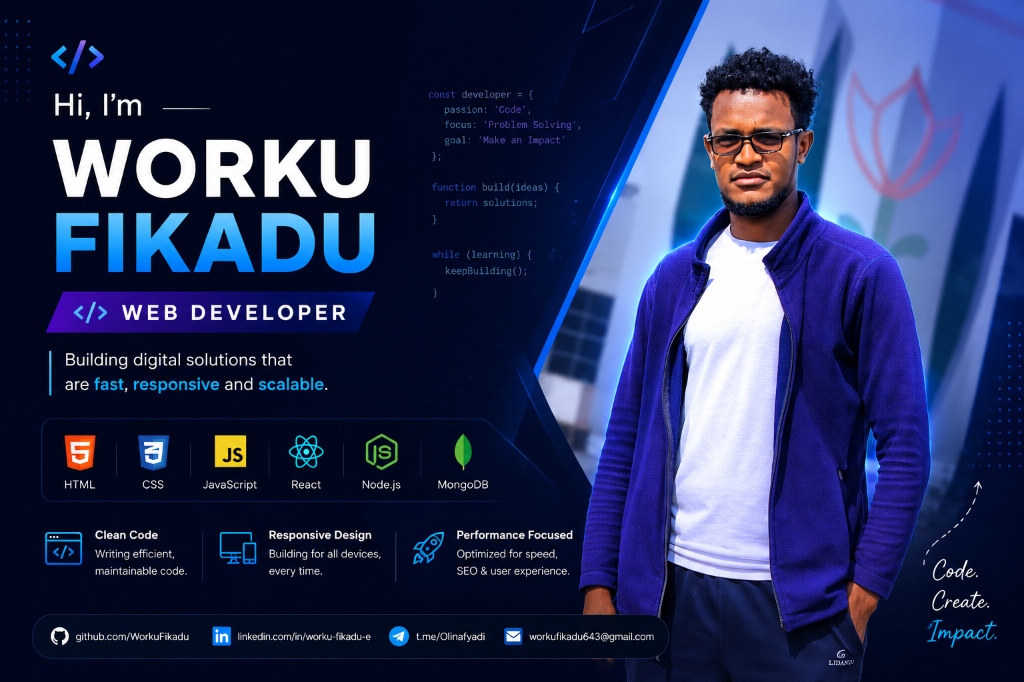 </>
Hi, I'm
WORKU
FIKADU
</> WEB DEVELOPER
Building digital solutions that
are fast, responsive and scalable.
const developer = {
passion: 'Code',
focus: 'Problem Solving',
goal: 'Make an Impact'
};
function build(ideas) {
return solutions;
}
while (learning) {
keepBuilding();
}
HTML
CSS
JS
JavaScript
React
JS
Node.js
MongoDB
Clean Code
Writing efficient,
maintainable code.
Responsive Design
Building for all devices,
every time.
Performance Focused
Optimized for speed,
SEO & user experience.
github.com/WorkuFikadu
in linkedin.com/in/worku-fikadu-e
t.me/Olinafyadi
workufikadu643@gmail.com
Code.
Create.
Impact.